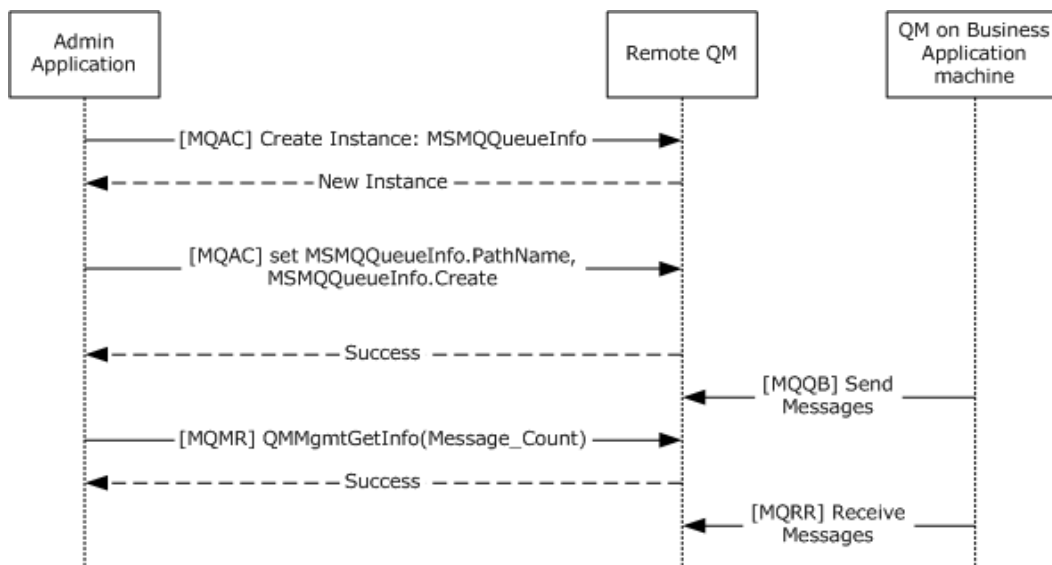 Admin
Application
Remote QM
QM on Business
Application
machine
[MQAC] Create Instance: MSMQQueueInfo
New Instance
[MQAC] set MSMQQueueInfo.PathName,
MSMQQueueInfo.Create
Success
[MQQB] Send
Messages
[MQMR] QMMgmtGetInfo(Message_Count)
Success
[MQRR] Receive
Messages